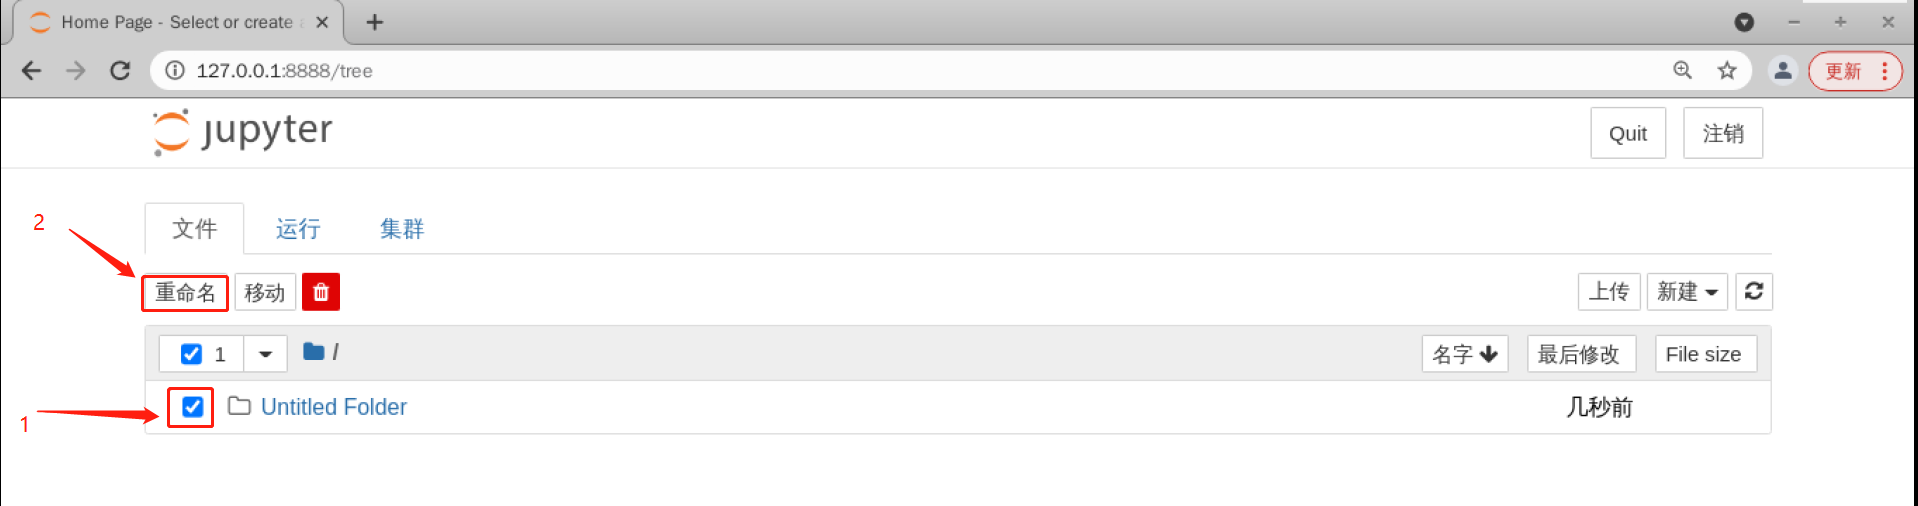 Home Page - Select or create
127.0.0.1:8888/tree
更新
jupyter
Quit
注销
2
文件
运行
集群
重命名
移动
上传
新建
1
/
名字
最后修改
File size
1
Untitled Folder
几秒前